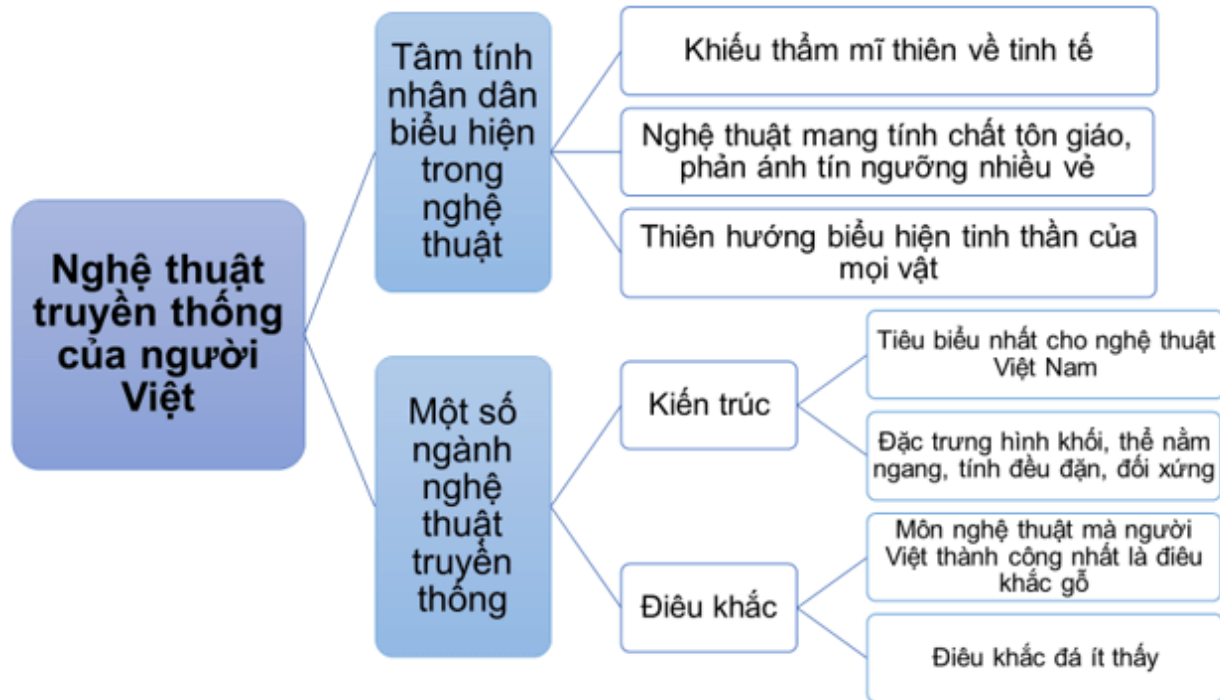 Nghệ thuật
truyền thống
của người
Việt
Tâm tính
nhân dân
biểu hiện
trong
nghệ
thuật
Khiếu thẩm mĩ thiên về tinh tế
Nghệ thuật mang tính chất tôn giáo,
phản ánh tín ngưỡng nhiều vẻ
Thiên hướng biểu hiện tinh thần của
mọi vật
Một số
ngành
nghệ
thuật
truyền
thống
Kiến trúc
Tiêu biểu nhất cho nghệ thuật
Việt Nam
Đặc trưng hình khối, thể nằm
ngang, tính đều đặn, đối xứng
Điêu khắc
Môn nghệ thuật mà người
Việt thành công nhất là điêu
khắc gỗ
Điêu khắc đá ít thấy